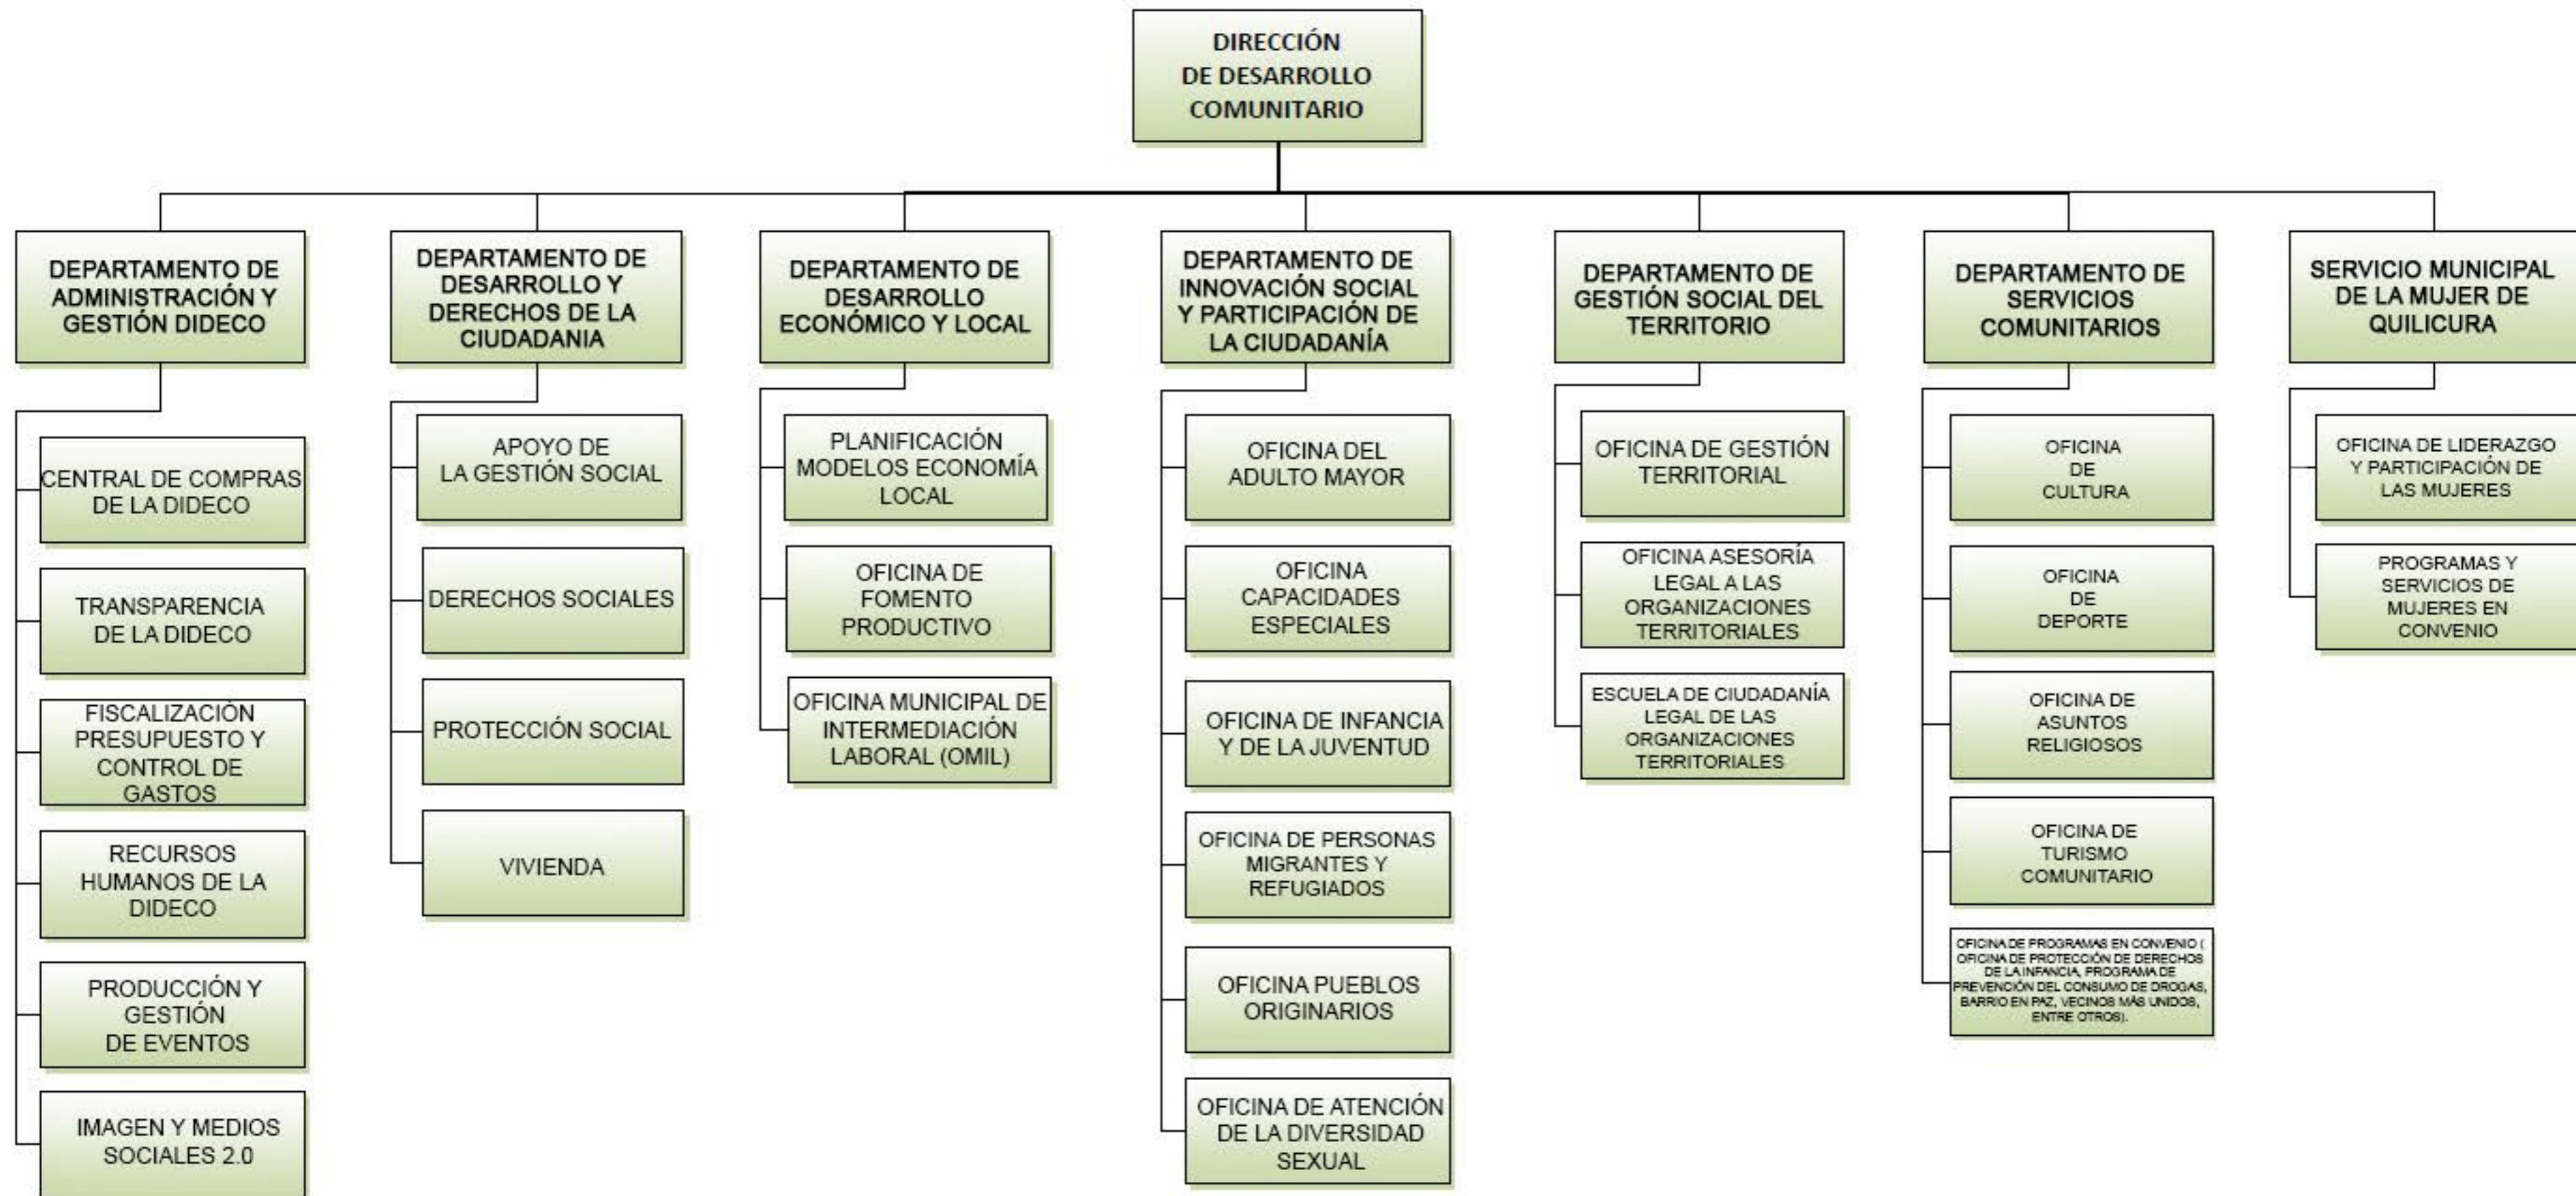 DIRECCIÓN
DE DESARROLLO
COMUNITARIO
DEPARTAMENTO DE
ADMINISTRACIÓN Y
GESTIÓN DIDECO
CENTRAL DE COMPRAS
DE LA DIDECO
TRANSPARENCIA
DE LA DIDECO
FISCALIZACIÓN
PRESUPUESTO Y
CONTROL DE
GASTOS
RECURSOS
HUMANOS DE LA
DIDECO
PRODUCCIÓN Y
GESTIÓN
DE EVENTOS
IMAGEN Y MEDIOS
SOCIALES 2.0
DEPARTAMENTO DE
DESARROLLO Y
DERECHOS DE LA
CIUDADANIA
APOYO DE
LA GESTIÓN SOCIAL
DERECHOS SOCIALES
PROTECCIÓN SOCIAL
VIVIENDA
DEPARTAMENTO DE
DESARROLLO
ECONÓMICO Y LOCAL
PLANIFICACIÓN
MODELOS ECONOMÍA
LOCAL
OFICINA DE
FOMENTO
PRODUCTIVO
OFICINA MUNICIPAL DE
INTERMEDIACIÓN
LABORAL (OMIL)
DEPARTAMENTO DE
INNOVACIÓN SOCIAL
Y PARTICIPACIÓN DE
LA CIUDADANÍA
OFICINA DEL
ADULTO MAYOR
OFICINA
CAPACIDADES
ESPECIALES
OFICINA DE INFANCIA
Y DE LA JUVENTUD
OFICINA DE PERSONAS
MIGRANTES Y
REFUGIADOS
OFICINA PUEBLOS
ORIGINARIOS
OFICINA DE ATENCIÓN
DE LA DIVERSIDAD
SEXUAL
DEPARTAMENTO DE
GESTIÓN SOCIAL DEL
TERRITORIO
OFICINA DE GESTIÓN
TERRITORIAL
OFICINA ASESORÍA
LEGAL A LAS
ORGANIZACIONES
TERRITORIALES
ESCUELA DE CIUDADANÍA
LEGAL DE LAS
ORGANIZACIONES
TERRITORIALES
DEPARTAMENTO DE
SERVICIOS
COMUNITARIOS
OFICINA
DE
CULTURA
OFICINA
DE
DEPORTE
OFICINA DE
ASUNTOS
RELIGIOSOS
OFICINA DE
TURISMO
COMUNITARIO
OFICINA DE PROGRAMAS EN CONVENIO (
OFICINA DE PROTECCIÓN DE DERECHOS
DE LA INFANCIA, PROGRAMA DE
PREVENCIÓN DEL CONSUMO DE DROGAS,
BARRIO EN PAZ, VECINOS MÁS UNIDOS,
ENTRE OTROS).
SERVICIO MUNICIPAL
DE LA MUJER DE
QUILICURA
OFICINA DE LIDERAZGO
Y PARTICIPACIÓN DE
LAS MUJERES
PROGRAMAS Y
SERVICIOS DE
MUJERES EN
CONVENIO